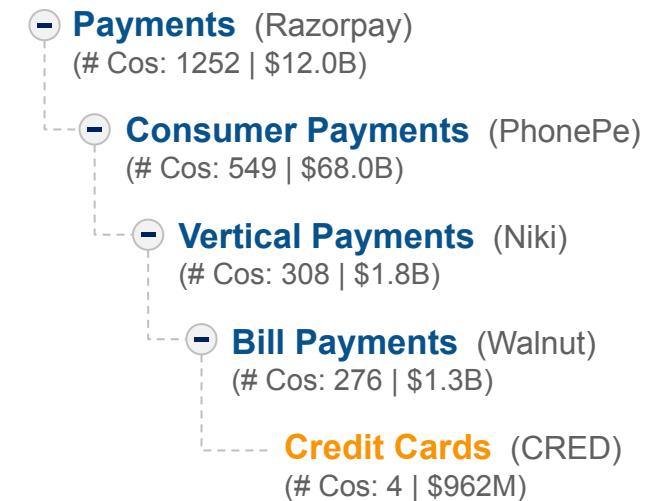 Payments (Razorpay)
(# Cos: 1252 | $12.0B)
Consumer Payments (PhonePe)
(# Cos: 549 | $68.0B)
Vertical Payments (Niki)
(# Cos: 308 | $1.8B)
Bill Payments (Walnut)
(# Cos: 276 | $1.3B)
Credit Cards (CRED)
(# Cos: 4 | $962M)